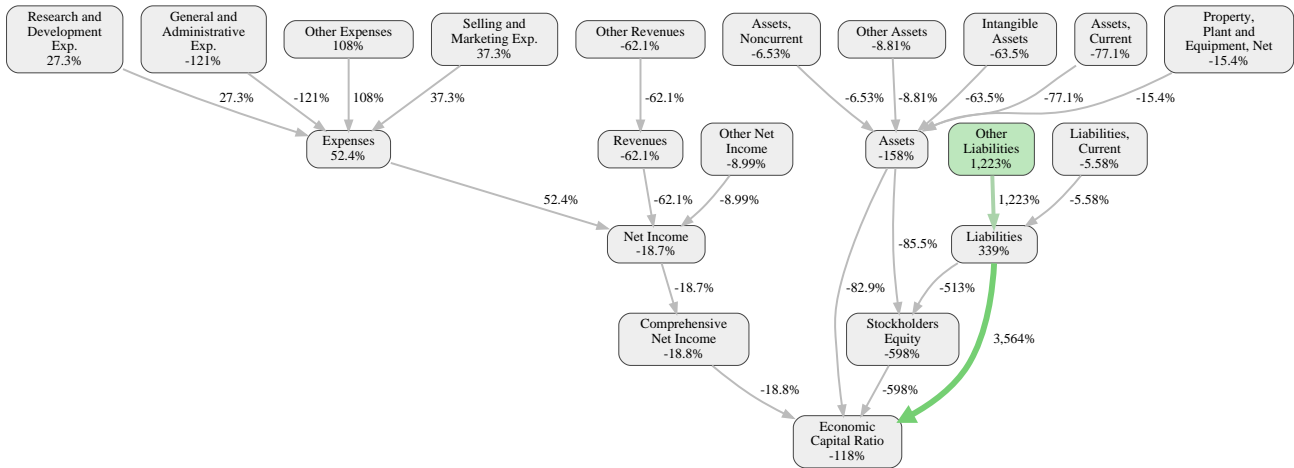 Research and
Development
Exp.
27.3%
General and
Administrative
Exp.
-121%
Other Expenses
108%
Selling and
Marketing Exp.
37.3%
Other Revenues
-62.1%
Assets,
Noncurrent
-6.53%
Other Assets
-8.81%
Intangible
Assets
-63.5%
Assets,
Current
-77.1%
Property,
Plant and
Equipment, Net
-15.4%
27.3%
-121%
108%
37.3%
-62.1%
-6.53%
-8.81%
-63.5%
-77.1%
-15.4%
Expenses
52.4%
Revenues
-62.1%
Other Net
Income
-8.99%
Assets
-158%
Other
Liabilities
1,223%
Liabilities,
Current
-5.58%
52.4%
-62.1%
-8.99%
1,223%
-5.58%
Net Income
-18.7%
-85.5%
Liabilities
339%
-18.7%
-82.9%
-513%
Comprehensive
Net Income
-18.8%
Stockholders
Equity
-598%
3,564%
-18.8%
-598%
Economic
Capital Ratio
-118%